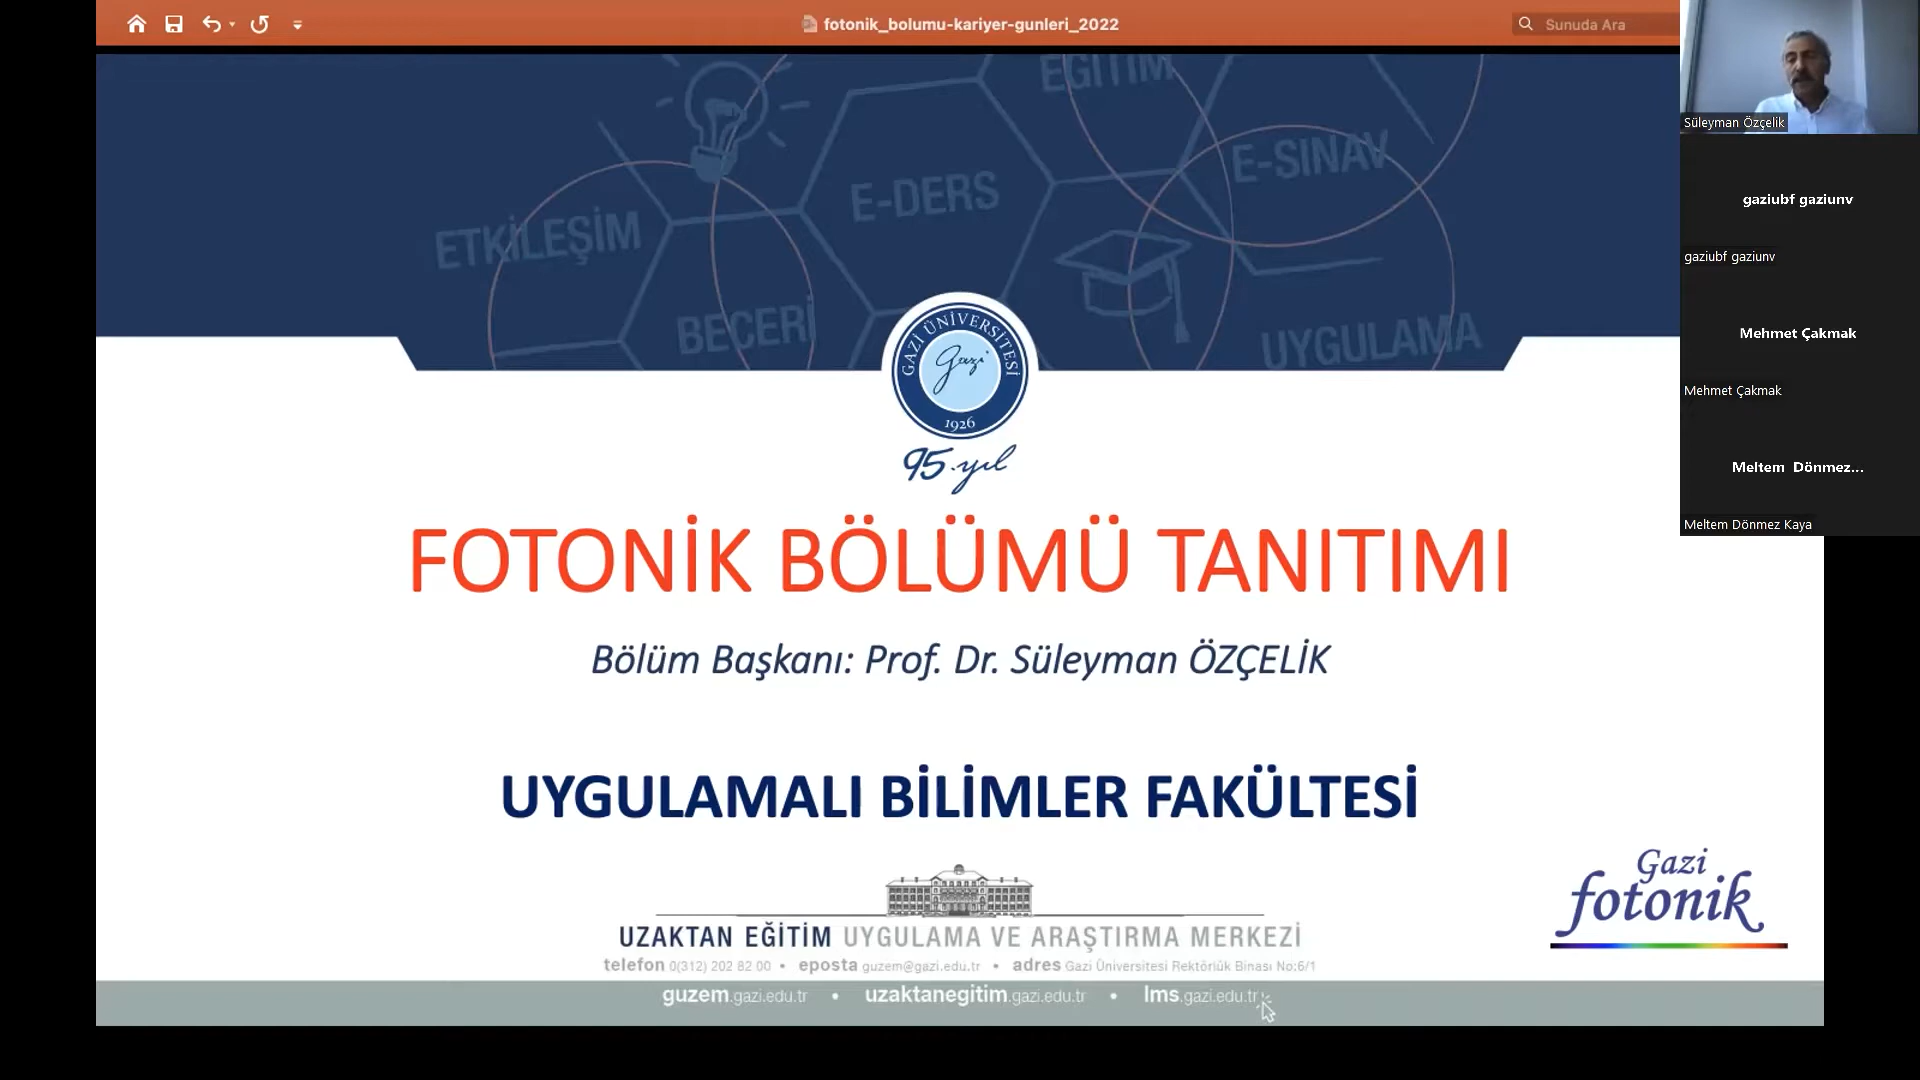 fotonik_bolumu-kariyer-gunleri_2022
Sunuda Ara
Süleyman Özçelik
gaziubf gaziunv
gaziubf gaziunv
Mehmet Çakmak
Mehmet Çakmak
Meltem Dönmez...
Meltem Dönmez Kaya
EĞİTİM
E-SINAV
E-DERS
ETKİLEŞİM
BECERİ
UYGULAMA
GAZİ ÜNİVERSİTESİ
Gazi
1926
95.yıl
FOTONİK BÖLÜMÜ TANITIMI
Bölüm Başkanı: Prof. Dr. Süleyman ÖZÇELİK
UYGULAMALI BİLİMLER FAKÜLTESİ
Gazi
fotonik
UZAKTAN EĞİTİM UYGULAMA VE ARAŞTIRMA MERKEZİ
telefon 0(312) 202 82 00 • eposta guzem@gazi.edu.tr • adres Gazi Üniversitesi Rektörlük Binası No:6/1
guzem.gazi.edu.tr • uzaktanegitim.gazi.edu.tr • lms.gazi.edu.tr